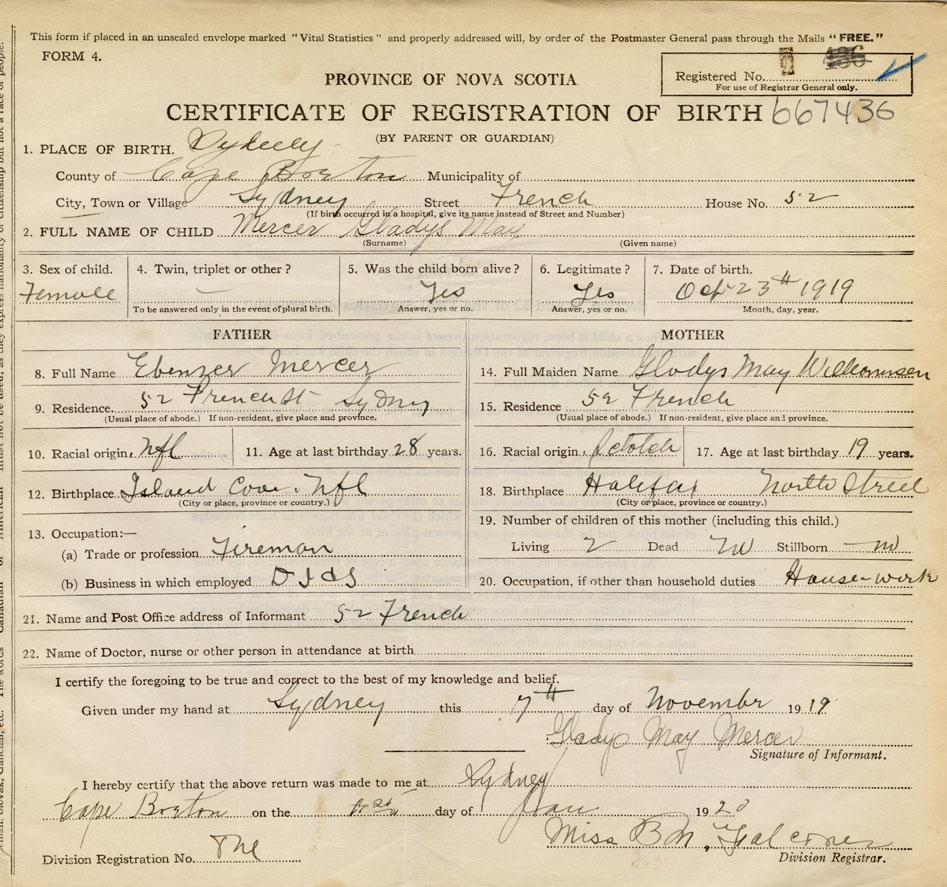 This form if placed in an unsealed envelope marked "Vital Statistics" and properly addressed will, by order of the Postmaster General pass through the Mails "FREE."
FORM 4.
PROVINCE OF NOVA SCOTIA
Registered No.
For use of Registrar General only.
CERTIFICATE OF REGISTRATION OF BIRTH 667436
(BY PARENT OR GUARDIAN)
1. PLACE OF BIRTH.
County of Cape Breton Municipality of
City, Town or Village Sydney Street French House No. 52
(If birth occurred in a hospital, give its name instead of Street and Number)
2. FULL NAME OF CHILD Mercer Gladys May
(Surname) (Given name)
3. Sex of child. 4. Twin, triplet or other? 5. Was the child born alive? 6. Legitimate? 7. Date of birth.
Female — Yes Yes Oct 23th 1919
To be answered only in the event of plural birth. Answer, yes or no. Answer, yes or no. Month, day, year.
FATHER
8. Full Name Ebenzer Mercer
9. Residence. 52 French St Sydney
(Usual place of abode.) If non-resident, give place and province.
10. Racial origin, Nfl 11. Age at last birthday 28 years.
12. Birthplace Island Cove. Nfl
(City or place, province or country.)
13. Occupation:—
(a) Trade or profession Fireman
(b) Business in which employed D I & S
MOTHER
14. Full Maiden Name Gladys May
15. Residence 52 French
(Usual place of abode.) If non-resident, give place and province.
16. Racial origin. 17. Age at last birthday 19 years.
18. Birthplace Halifax North Street
(City or place, province or country.)
19. Number of children of this mother (including this child.)
Living 2 Dead Stillborn
20. Occupation, if other than household duties House-work
21. Name and Post Office address of Informant 52 French
22. Name of Doctor, nurse or other person in attendance at birth
I certify the foregoing to be true and correct to the best of my knowledge and belief.
Given under my hand at Sydney this 7th day of November 1919.
Gladys May Mercer
Signature of Informant.
I hereby certify that the above return was made to me at Sydney
Cape Breton on the day of Jan 1920
Miss B M.
Division Registrar.
Division Registration No.